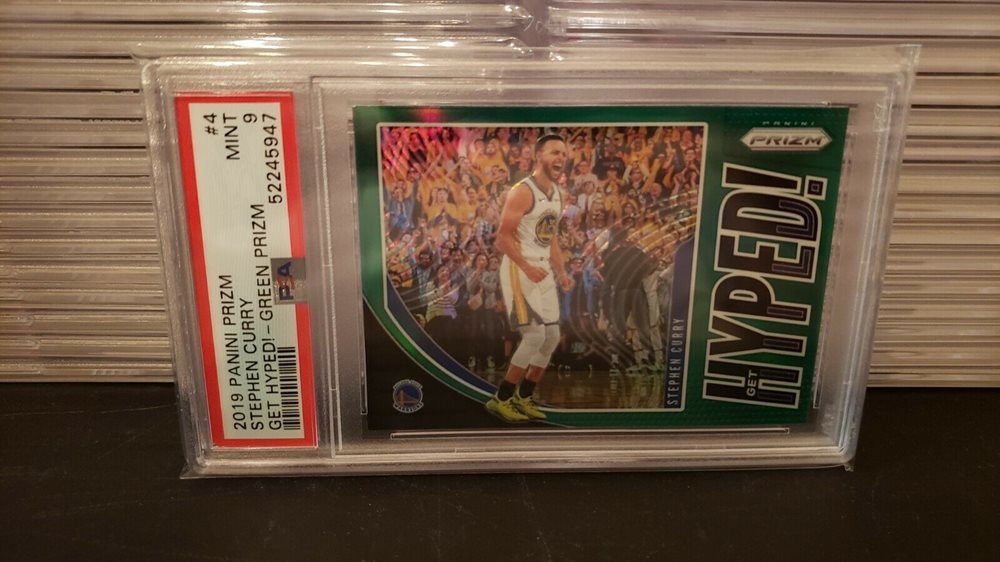 2019 PANINI PRIZM #4
STEPHEN CURRY MINT
GET HYPED! - GREEN PRIZM 9
52245947
PSA
PANINI
PRIZM
GET
HYPED!
STEPHEN CURRY